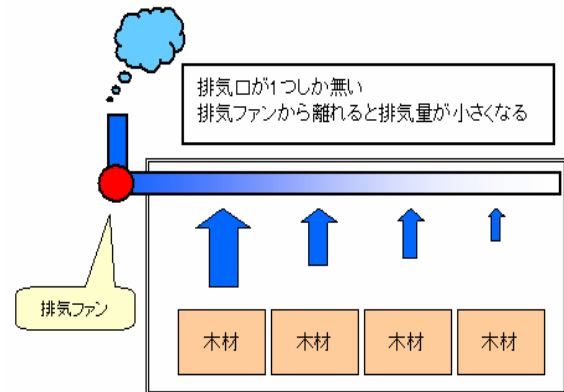 排気口が1つしか無い
排気ファンから離れると排気量が小さくなる
排気ファン
木材
木材
木材
木材